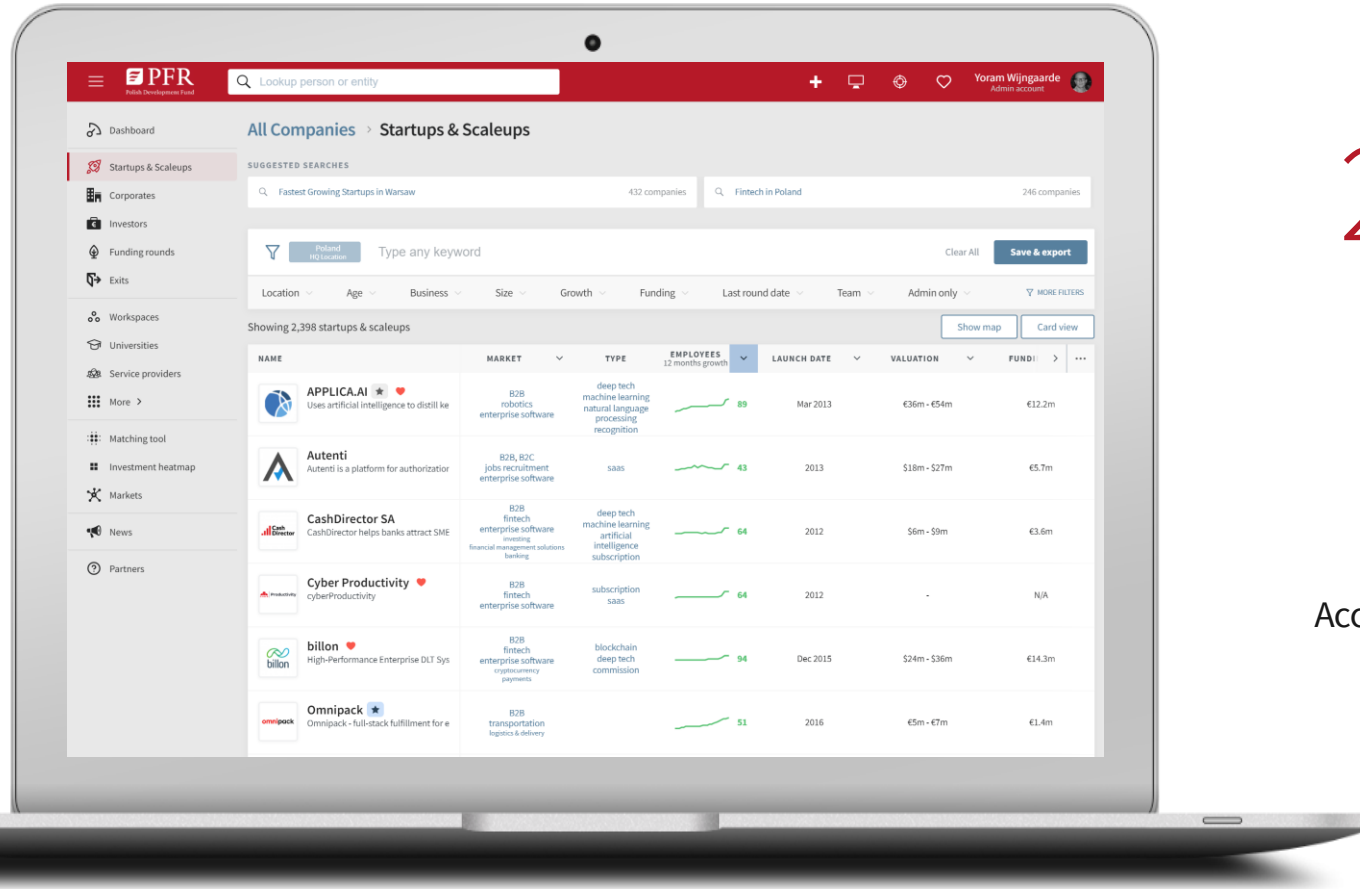 PFR
Polish Development Fund
Lookup person or entity
Yoram Wijngaarde
Admin account
Dashboard
Startups & Scaleups
Corporates
Investors
Funding rounds
Exits
Workspaces
Universities
Service providers
More >
Matching tool
Investment heatmap
Markets
News
Partners
All Companies > Startups & Scaleups
SUGGESTED SEARCHES
Fastest Growing Startups in Warsaw 432 companies
Fintech in Poland 246 companies
Poland
HQ Location
Type any keyword
Clear All
Save & export
Location Age Business Size Growth Funding Last round date Team Admin only MORE FILTERS
Showing 2,398 startups & scaleups
Show map
Card view
NAME MARKET TYPE EMPLOYEES LAUNCH DATE VALUATION FUNDI
12 months growth
APPLICA.AI
Uses artificial intelligence to distill ke
B2B
robotics
enterprise software
deep tech
machine learning
natural language
processing
recognition
89
Mar 2013
€36m - €54m
€12.2m
Autenti
Autenti is a platform for authorization
B2B, B2C
jobs recruitment
enterprise software
saas
43
2013
$18m - $27m
€5.7m
Cash
Director
CashDirector SA
CashDirector helps banks attract SME
B2B
fintech
enterprise software
investing
financial management solutions
banking
deep tech
machine learning
artificial
intelligence
subscription
64
2012
$6m - $9m
€3.6m
Productivity
Cyber Productivity
cyberProductivity
B2B
fintech
enterprise software
subscription
saas
64
2012
-
N/A
billon
billon
High-Performance Enterprise DLT Sys
B2B
fintech
enterprise software
cryptocurrency
payments
blockchain
deep tech
commission
94
Dec 2015
$24m - $36m
€14.3m
omnipack
Omnipack
Omnipack - full-stack fulfillment for e
B2B
transportation
logistics & delivery
51
2016
€5m - €7m
€1.4m
2
Acc